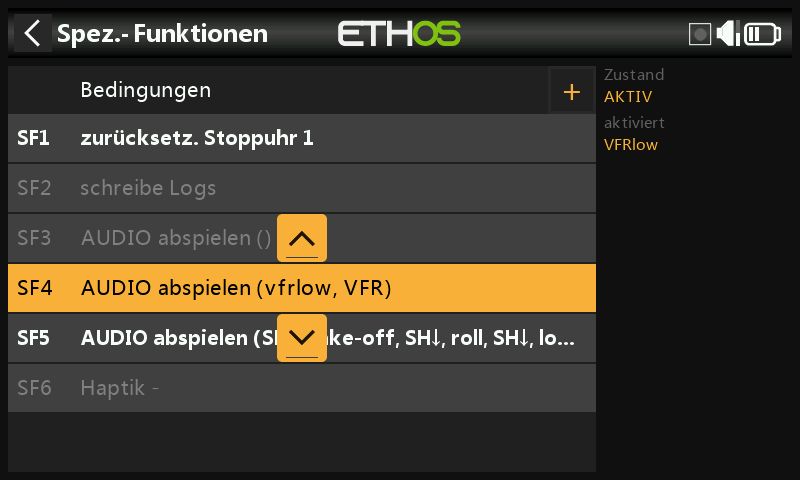 Spez.- Funktionen
ETHOS
Bedingungen
+
SF1 zurücksetz. Stoppuhr 1
SF2 schreibe Logs
SF3 AUDIO abspielen ()
SF4 AUDIO abspielen (vfrlow, VFR)
SF5 AUDIO abspielen (S ke-off, SH↓, roll, SH↓, lo...
SF6 Haptik -
Zustand
AKTIV
aktiviert
VFRlow